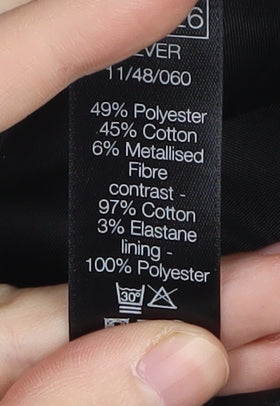 26
EVER
11/48/060
49% Polyester
45% Cotton
6% Metallised
Fibre
contrast -
97% Cotton
3% Elastane
lining -
100% Polyester
30°